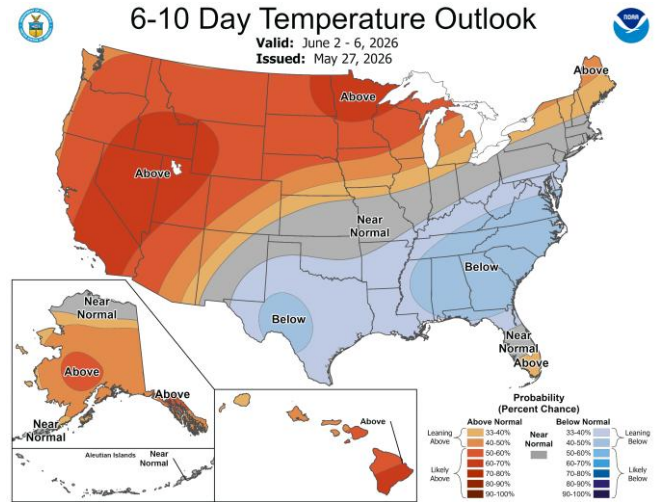 6-10 Day Temperature Outlook
Valid: June 2 - 6, 2026
Issued: May 27, 2026
NOAA
Above
Above
Above
Near
Normal
Below
Below
Near
Normal
Above
Near
Normal
Above
Above
Near
Normal
Aleutian Islands
Near
Normal
Above
Probability
(Percent Chance)
Above Normal
Below Normal
Leaning
Above
33-40%
40-50%
Near
Normal
33-40%
40-50%
Leaning
Below
Likely
Above
50-60%
60-70%
70-80%
80-90%
90-100%
50-60%
60-70%
70-80%
80-90%
90-100%
Likely
Below